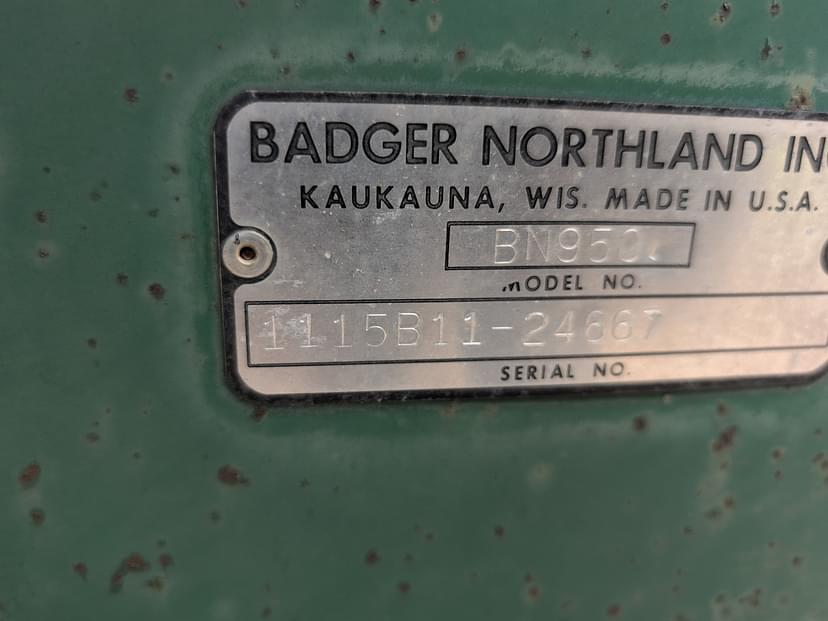 BADGER NORTHLAND IN
KAUKAUNA, WIS. MADE IN U.S.A.
BN950
MODEL NO.
1115B11-24667
SERIAL NO.